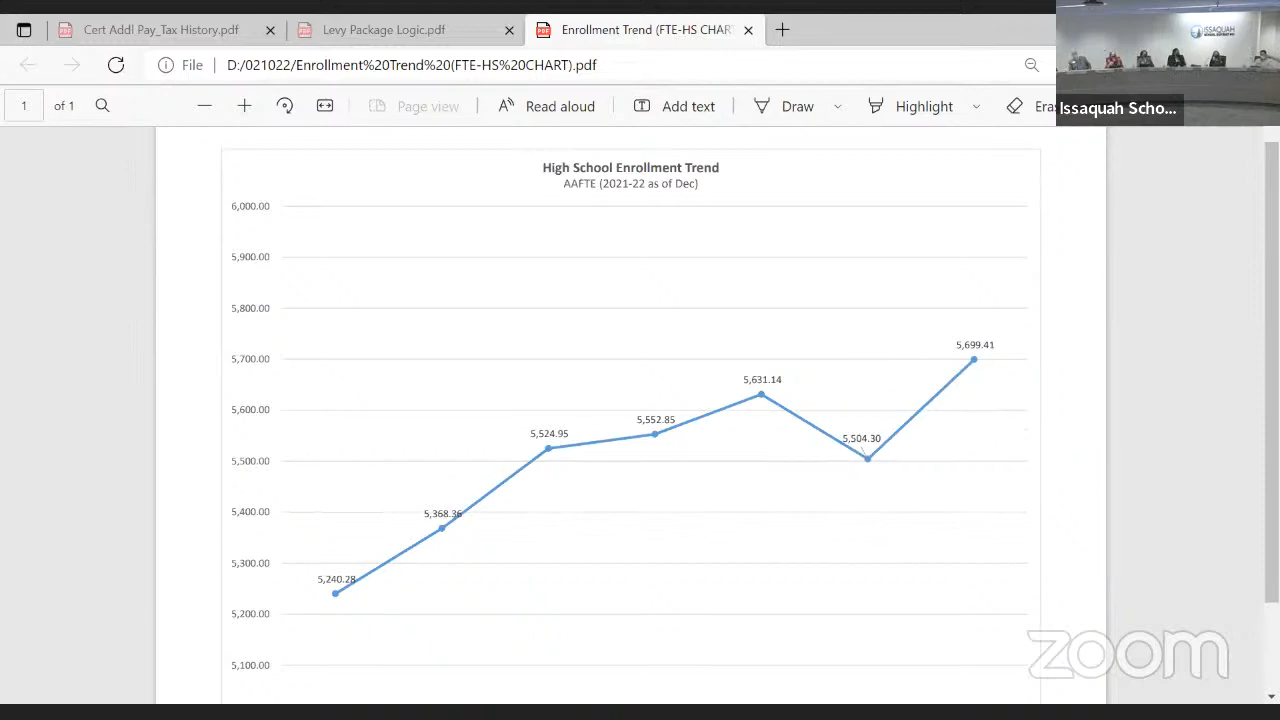 Cert Addl Pay_Tax History.pdf
Levy Package Logic.pdf
Enrollment Trend (FTE-HS CHAR
File
D:/021022/Enrollment%20Trend%20(FTE-HS%20CHART).pdf
1 of 1
Page view
Read aloud
Add text
Draw
Highlight
Eras
ISSAQUAH
SCHOOL DISTRICT
Issaquah Scho...
High School Enrollment Trend
AAFTE (2021-22 as of Dec)
6,000.00
5,900.00
5,800.00
5,700.00
5,600.00
5,500.00
5,400.00
5,300.00
5,200.00
5,100.00
5,240.28
5,368.36
5,524.95
5,552.85
5,631.14
5,504.30
5,699.41
zoom